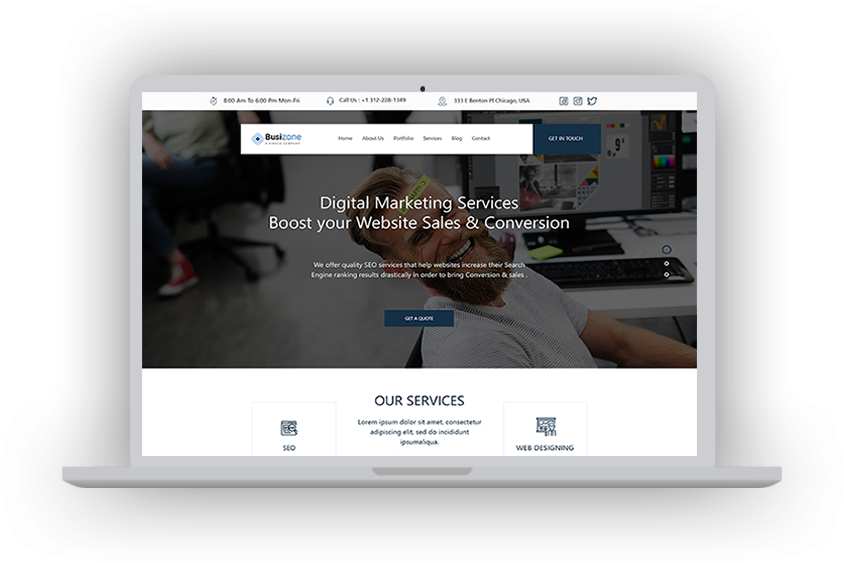 8:00 Am To 6:00 Pm Mon-Fri
Call Us : +1 312-228-1349
333 E Benton Pl Chicago, USA
Busizone
Home
About Us
Portfolio
Services
Blog
Contact
GET IN TOUCH
Digital Marketing Services
Boost your Website Sales & Conversion
We offer quality SEO services that help websites increase their Search
Engine ranking results drastically in order to bring Conversion & sales .
GET A QUOTE
OUR SERVICES
Lorem ipsum dolor sit amet, consectetur
adipiscing elit, sed do incididunt
ipsumaliqua.
SEO
WEB DESIGNING